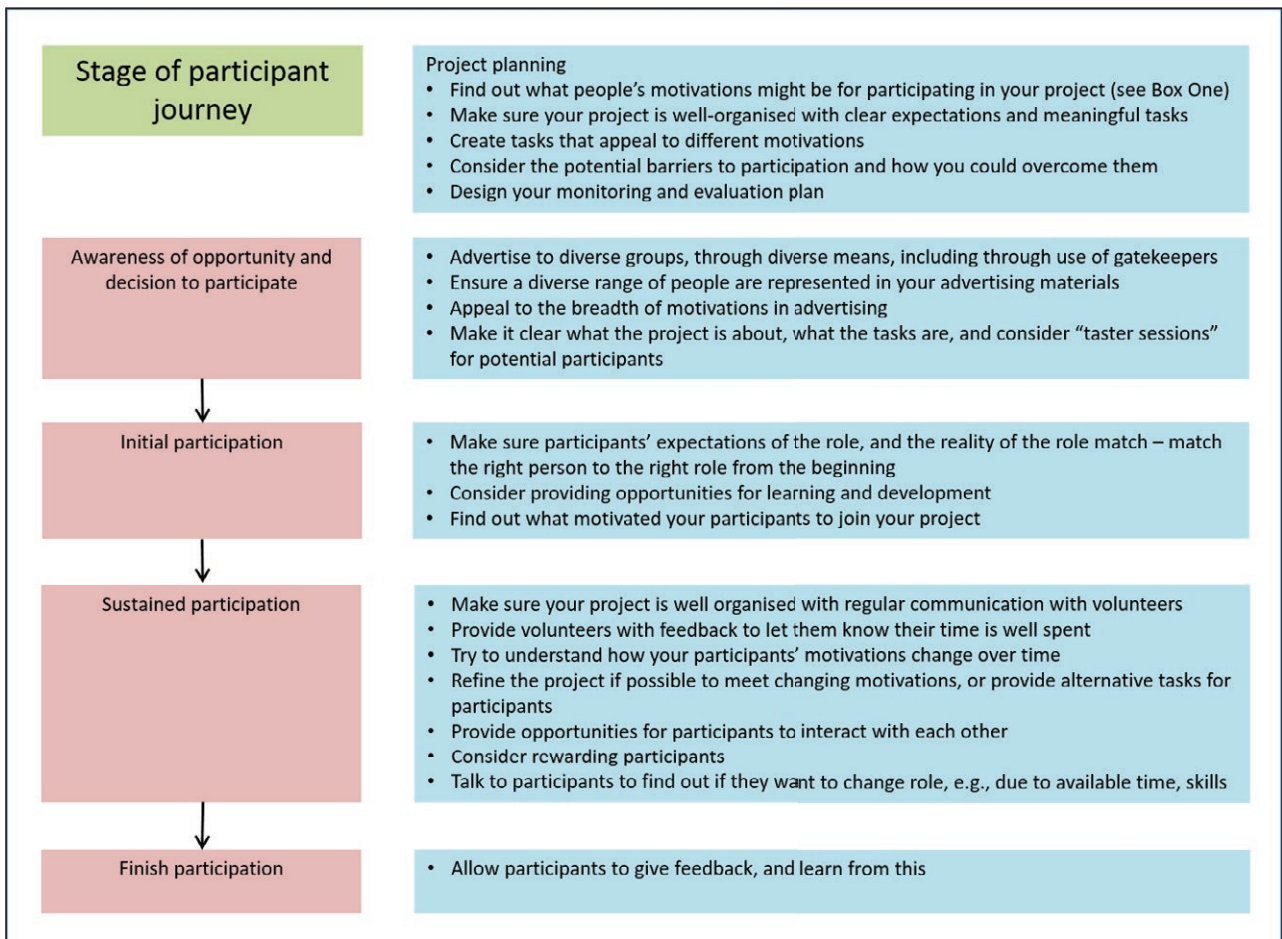 Stage of participant
journey
Project planning
• Find out what people’s motivations might be for participating in your project (see Box One)
• Make sure your project is well-organised with clear expectations and meaningful tasks
• Create tasks that appeal to different motivations
• Consider the potential barriers to participation and how you could overcome them
• Design your monitoring and evaluation plan
Awareness of opportunity and
decision to participate
• Advertise to diverse groups, through diverse means, including through use of gatekeepers
• Ensure a diverse range of people are represented in your advertising materials
• Appeal to the breadth of motivations in advertising
• Make it clear what the project is about, what the tasks are, and consider “taster sessions”
for potential participants
Initial participation
• Make sure participants’ expectations of the role, and the reality of the role match – match
the right person to the right role from the beginning
• Consider providing opportunities for learning and development
• Find out what motivated your participants to join your project
Sustained participation
• Make sure your project is well organised with regular communication with volunteers
• Provide volunteers with feedback to let them know their time is well spent
• Try to understand how your participants’ motivations change over time
• Refine the project if possible to meet changing motivations, or provide alternative tasks for
participants
• Provide opportunities for participants to interact with each other
• Consider rewarding participants
• Talk to participants to find out if they want to change role, e.g., due to available time, skills
Finish participation
• Allow participants to give feedback, and learn from this